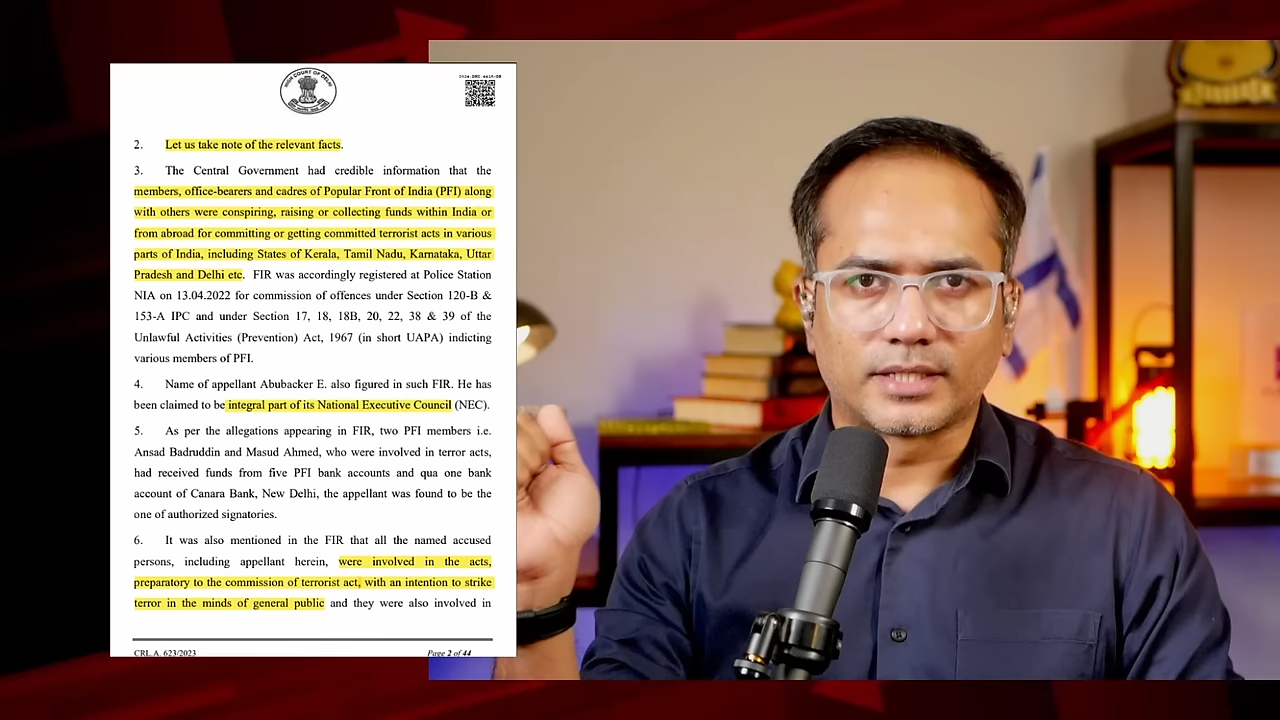 HIGH COURT OF DELHI
2.	Let us take note of the relevant facts.
3.	The Central Government had credible information that the
members, office-bearers and cadres of Popular Front of India (PFI) along
with others were conspiring, raising or collecting funds within India or
from abroad for committing or getting committed terrorist acts in various
parts of India, including States of Kerala, Tamil Nadu, Karnataka, Uttar
Pradesh and Delhi etc. FIR was accordingly registered at Police Station
NIA on 13.04.2022 for commission of offences under Section 120-B &
153-A IPC and under Section 17, 18, 18B, 20, 22, 38 & 39 of the
Unlawful Activities (Prevention) Act, 1967 (in short UAPA) indicting
various members of PFI.
4.	Name of appellant Abubacker E. also figured in such FIR. He has
been claimed to be integral part of its National Executive Council (NEC).
5.	As per the allegations appearing in FIR, two PFI members i.e.
Ansad Badruddin and Masud Ahmed, who were involved in terror acts,
had received funds from five PFI bank accounts and qua one bank
account of Canara Bank, New Delhi, the appellant was found to be the
one of authorized signatories.
6.	It was also mentioned in the FIR that all the named accused
persons, including appellant herein, were involved in the acts,
preparatory to the commission of terrorist act, with an intention to strike
terror in the minds of general public and they were also involved in
CRL.A. 623/2023	Page 2 of 44